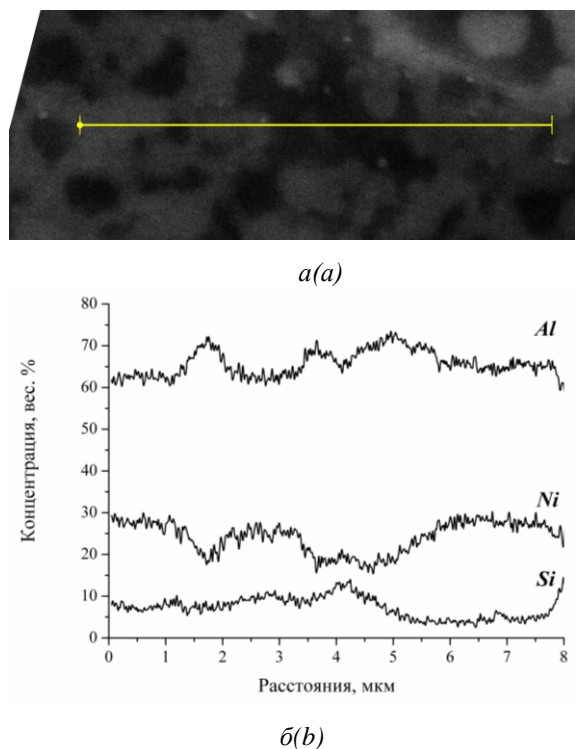 а(a)
80
70
60
50
40
30
20
10
0
Концентрация, вес. %
Al
Ni
Si
0 1 2 3 4 5 6 7 8
Расстояния, мкм
б(b)